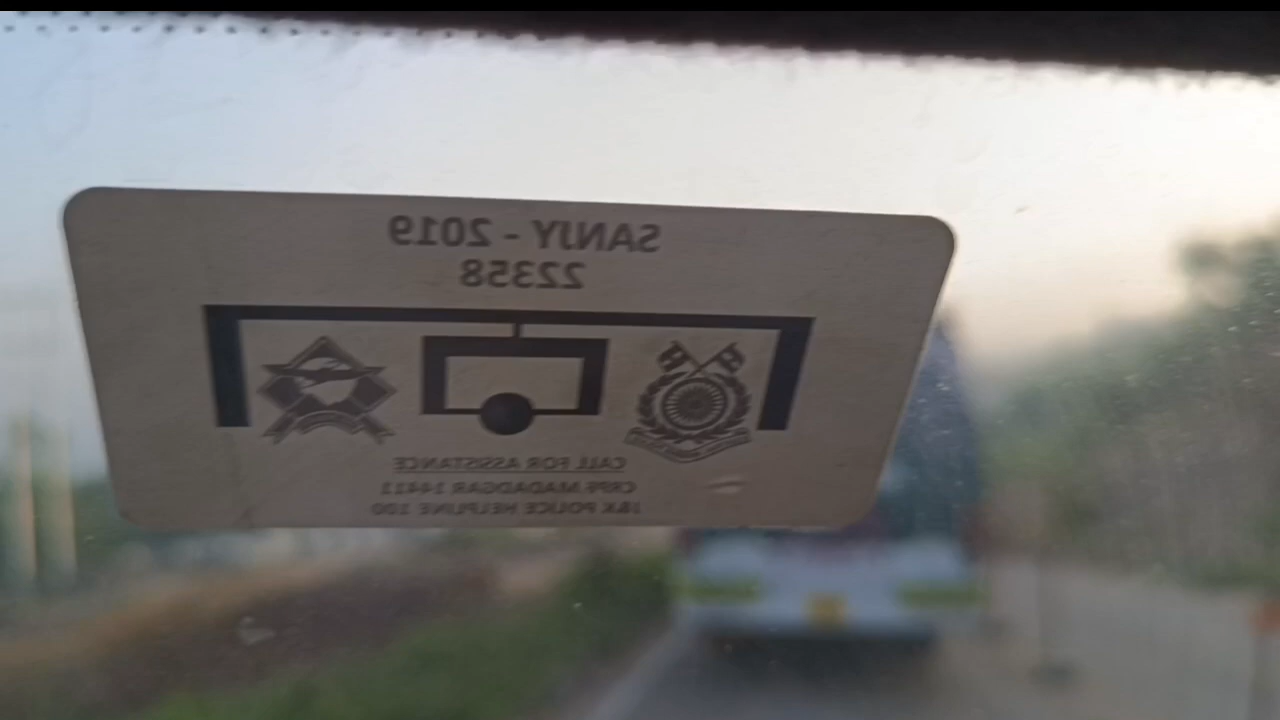 SANJY - 2019
22358
CALL FOR ASSISTANCE
CRPF MADADGAR 14411
J&K POLICE HELPLINE 100